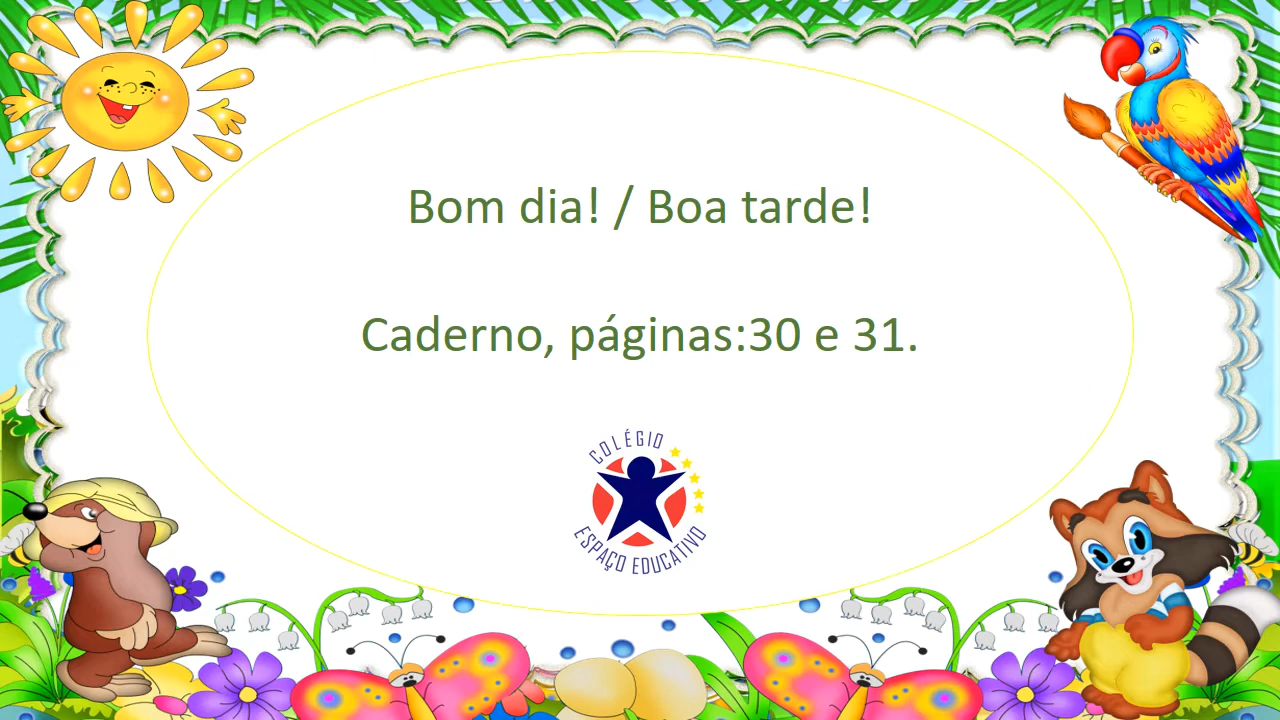 Bom dia! / Boa tarde!
Caderno, páginas:30 e 31.
COLÉGIO
ESPAÇO EDUCATIVO